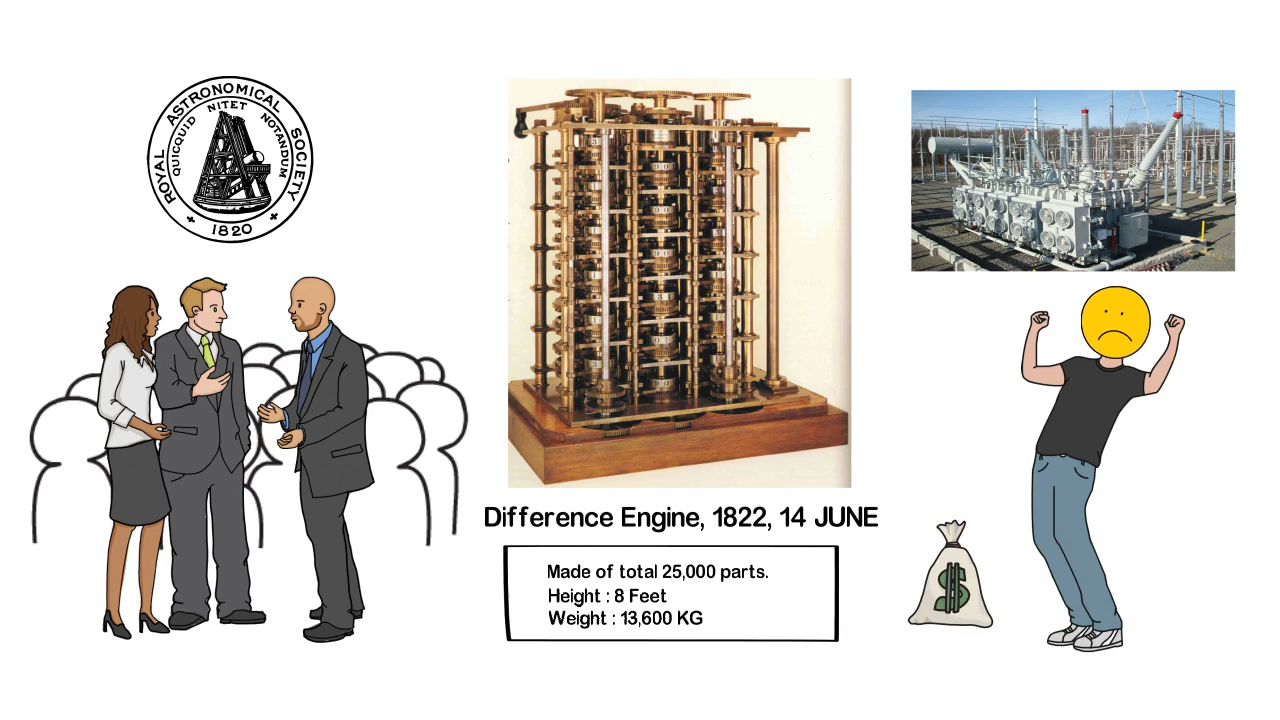 ROYAL ASTRONOMICAL SOCIETY
QUICQUID NITET NOTANDUM
1820
Difference Engine, 1822, 14 JUNE
Made of total 25,000 parts.
Height : 8 Feet
Weight : 13,600 KG
$